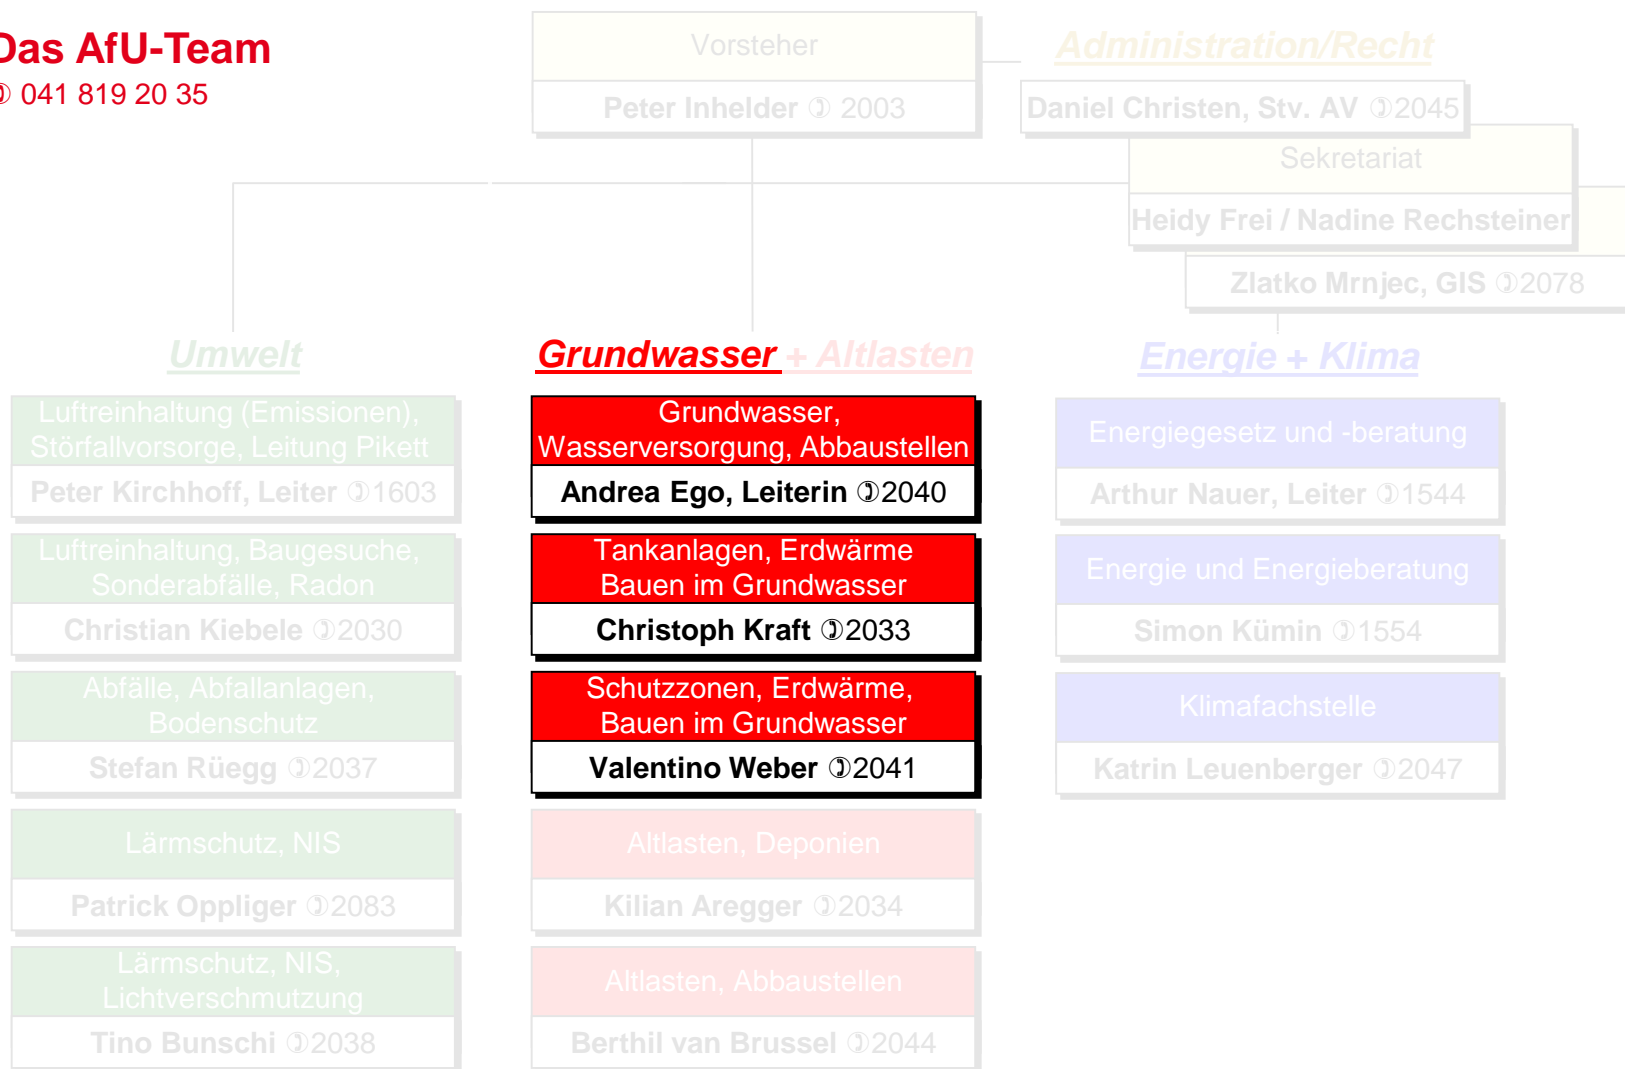 Das AfU-Team
✆ 041 819 20 35
Vorsteher
Peter Inhelder ✆ 2003
Administration/Recht
Daniel Christen, Stv. AV ✆2045
Sekretariat
Heidy Frei / Nadine Rechsteiner
Zlatko Mrnjec, GIS ✆2078
Umwelt
Luftreinhaltung (Emissionen),
Störfallvorsorge, Leitung Pikett
Peter Kirchhoff, Leiter ✆1603
Luftreinhaltung, Baugesuche,
Sonderabfälle, Radon
Christian Kiebele ✆2030
Abfälle, Abfallanlagen,
Bodenschutz
Stefan Rüegg ✆2037
Lärmschutz, NIS
Patrick Oppliger ✆2083
Lärmschutz, NIS,
Lichtverschmutzung
Tino Bunschi ✆2038
Grundwasser + Altlasten
Grundwasser,
Wasserversorgung, Abbaustellen
Andrea Ego, Leiterin ✆2040
Tankanlagen, Erdwärme
Bauen im Grundwasser
Christoph Kraft ✆2033
Schutzzonen, Erdwärme,
Bauen im Grundwasser
Valentino Weber ✆2041
Altlasten, Deponien
Kilian Aregger ✆2034
Altlasten, Abbaustellen
Berthil van Brussel ✆2044
Energie + Klima
Energiegesetz und -beratung
Arthur Nauer, Leiter ✆1544
Energie und Energieberatung
Simon Kümin ✆1554
Klimafachstelle
Katrin Leuenberger ✆2047